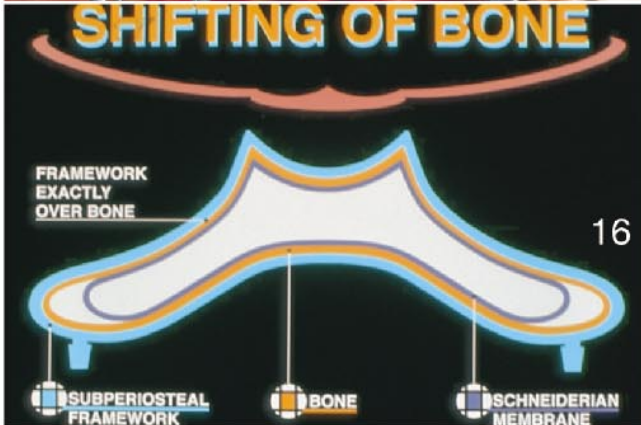 SHIFTING OF BONE
FRAMEWORK
EXACTLY
OVER BONE
16
SUBPERIOSTEAL
FRAMEWORK
BONE
SCHNEIDERIAN
MEMBRANE